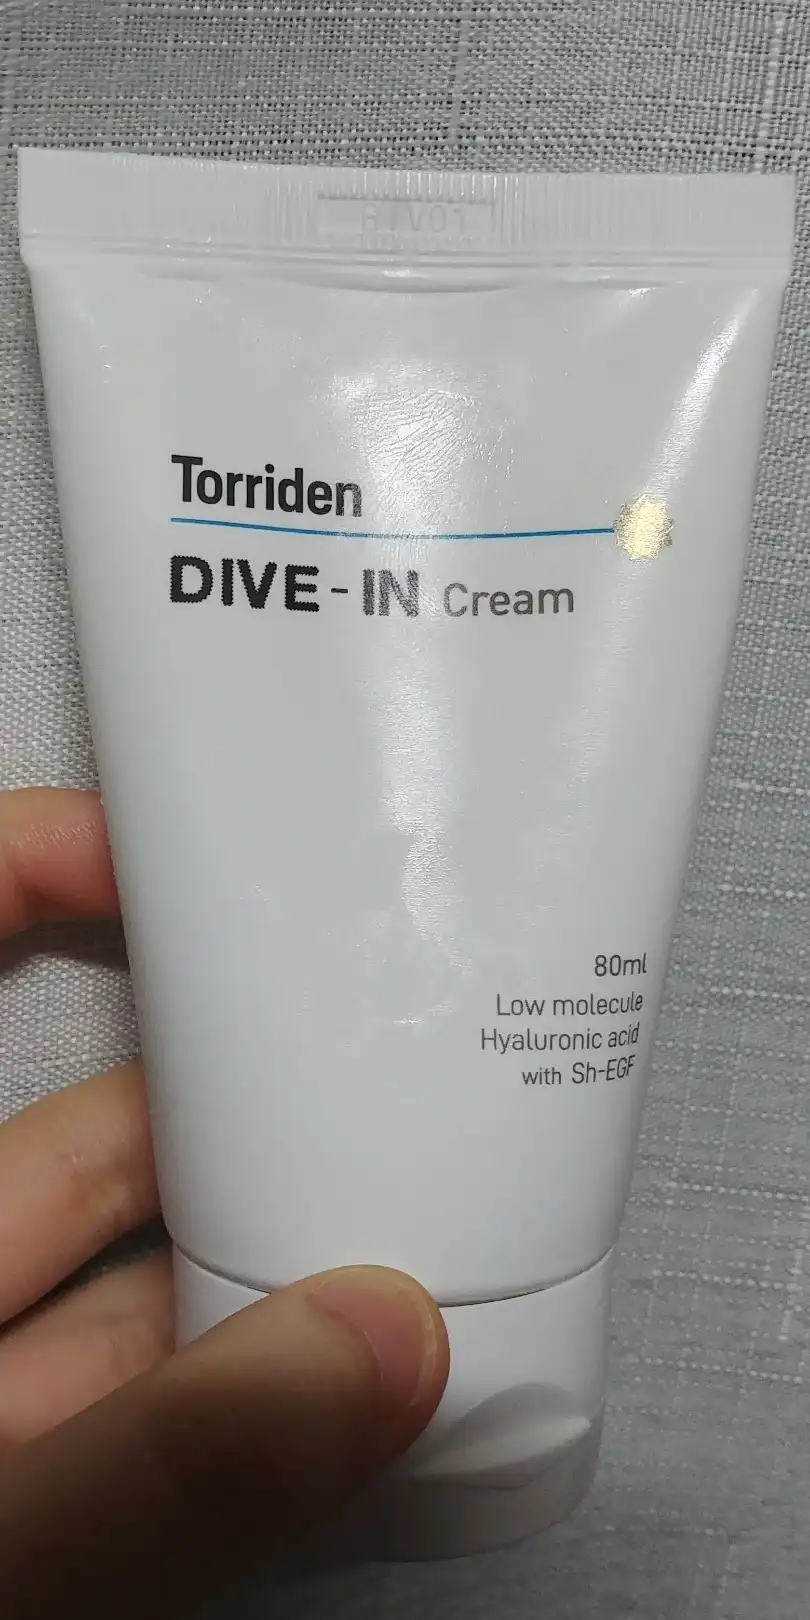 Torriden
DIVE-IN Cream
80ml
Low molecule
Hyaluronic acid
with Sh-EGF